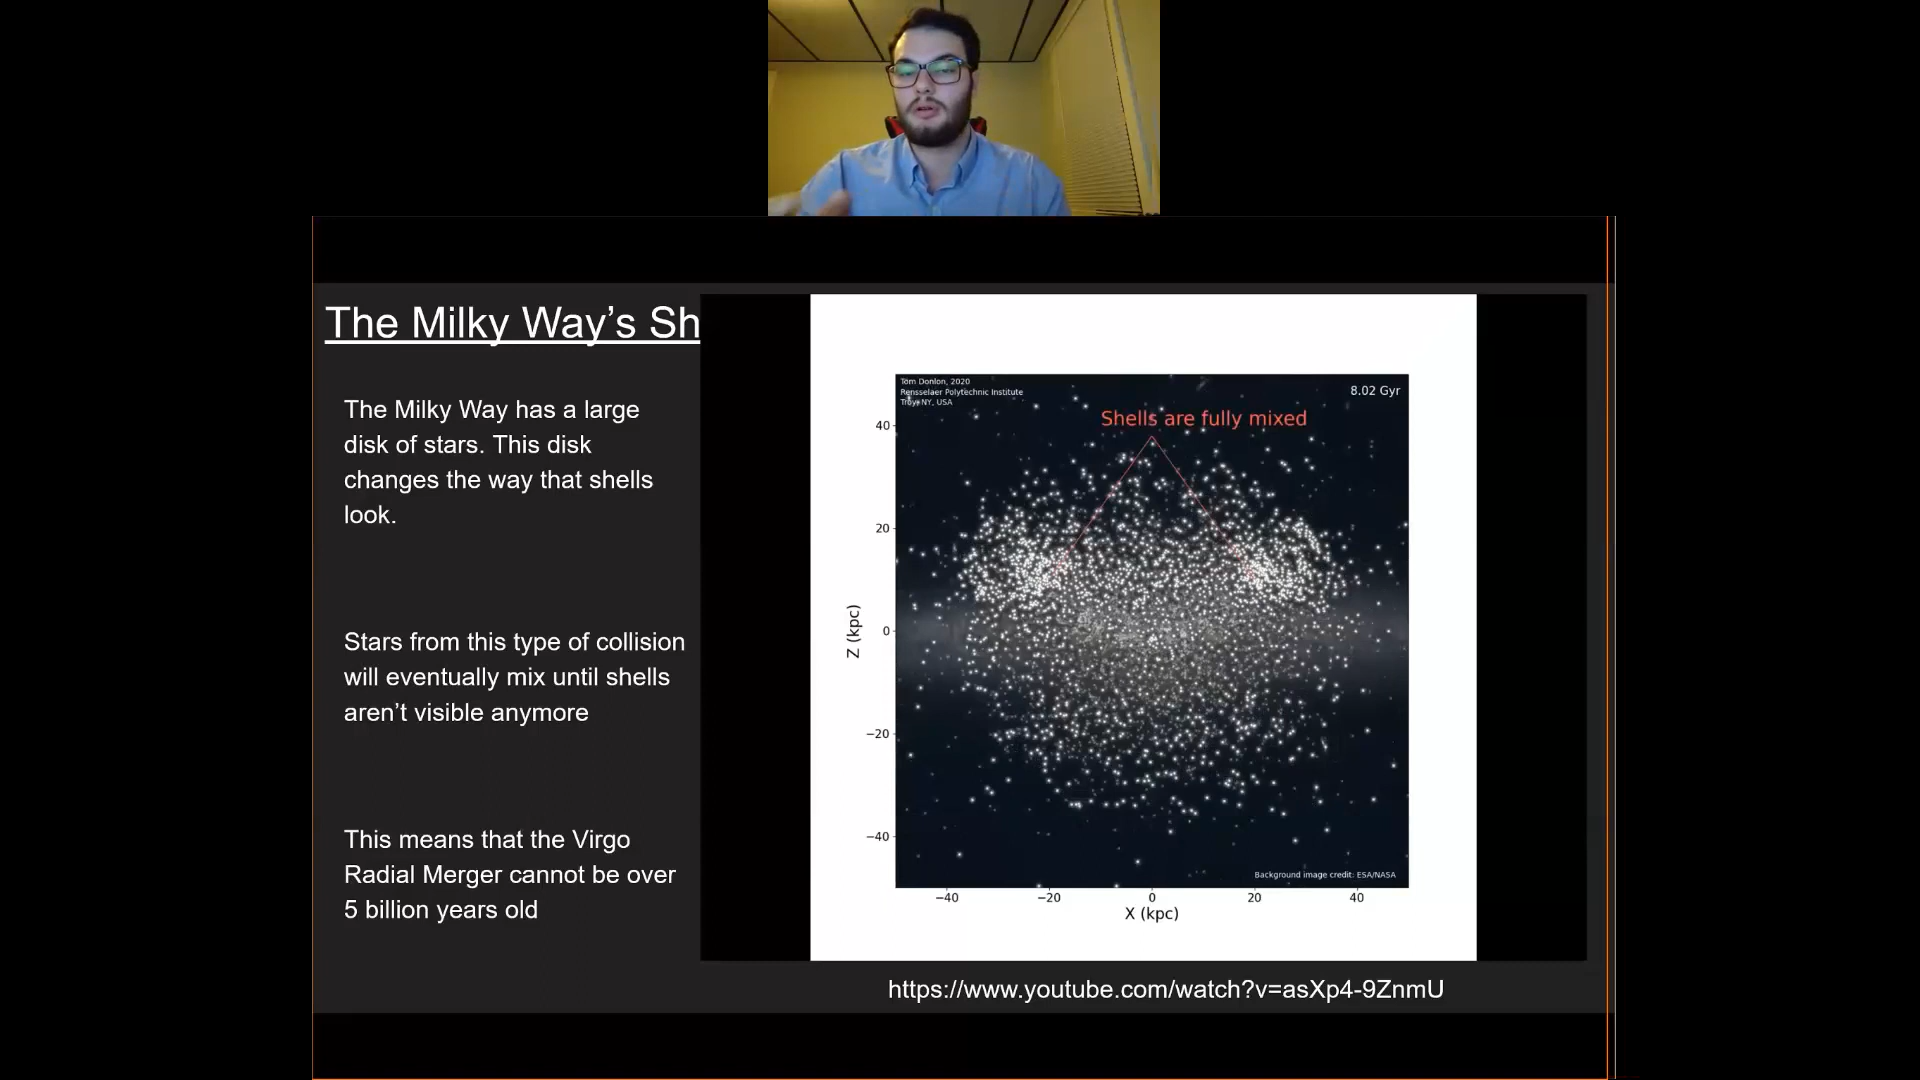 The Milky Way's Sh
The Milky Way has a large
disk of stars. This disk
changes the way that shells
look.
Stars from this type of collision
will eventually mix until shells
aren't visible anymore
This means that the Virgo
Radial Merger cannot be over
5 billion years old
Tom Donlon, 2020
Rensselaer Polytechnic Institute
Troy, NY, USA
8.02 Gyr
Shells are fully mixed
40
20
0
−20
−40
Z (kpc)
Background image credit: ESA/NASA
−40 −20 0 20 40
X (kpc)
https://www.youtube.com/watch?v=asXp4-9ZnmU